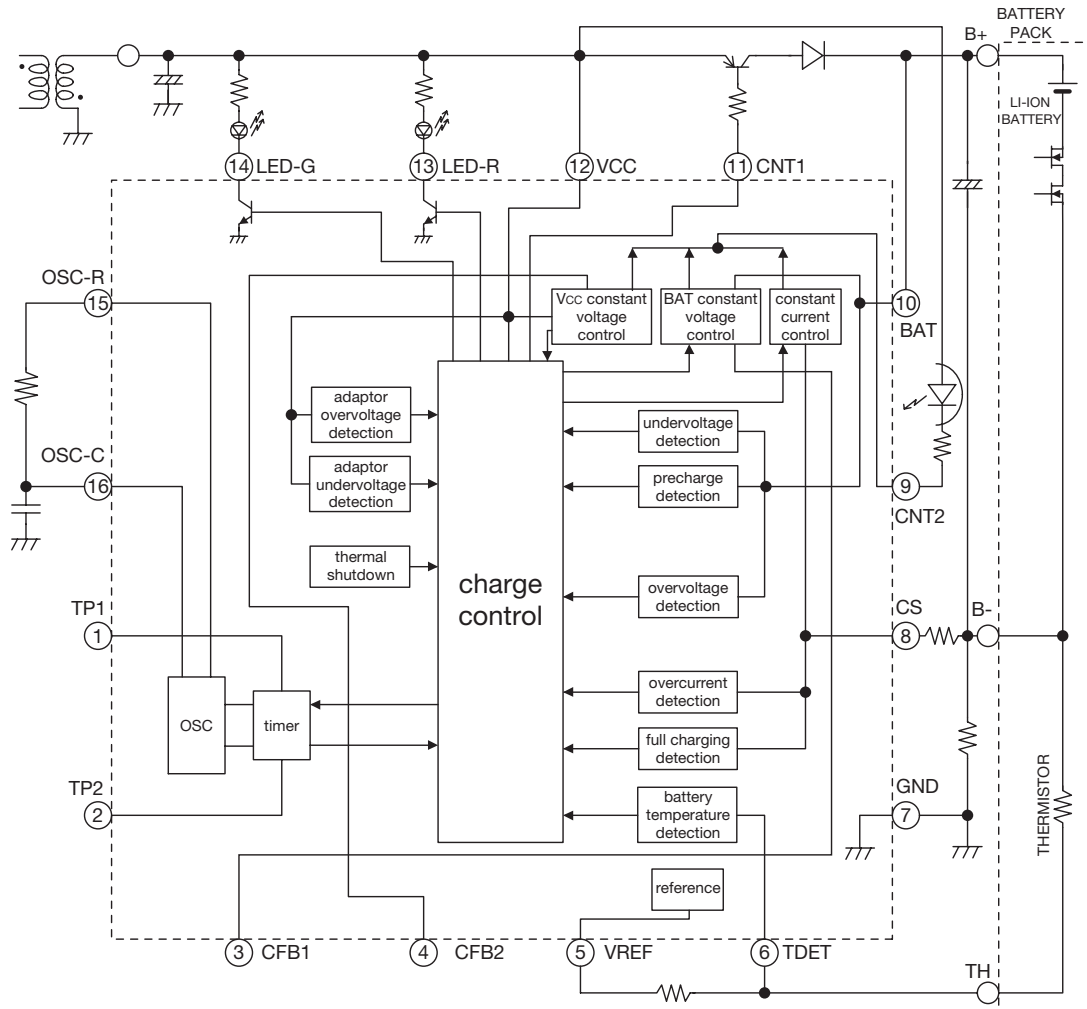 BATTERY
PACK
B+
LI-ION
BATTERY
14 LED-G
13 LED-R
12 VCC
11 CNT1
OSC-R
15
VCC constant
voltage
control
BAT constant
voltage
control
constant
current
control
10
BAT
adaptor
overvoltage
detection
undervoltage
detection
OSC-C
16
adaptor
undervoltage
detection
precharge
detection
9
CNT2
thermal
shutdown
charge
control
overvoltage
detection
TP1
1
CS
8
B-
overcurrent
detection
OSC
timer
full charging
detection
TP2
2
battery
temperature
detection
GND
7
THERMISTOR
reference
3 CFB1
4 CFB2
5 VREF
6 TDET
TH